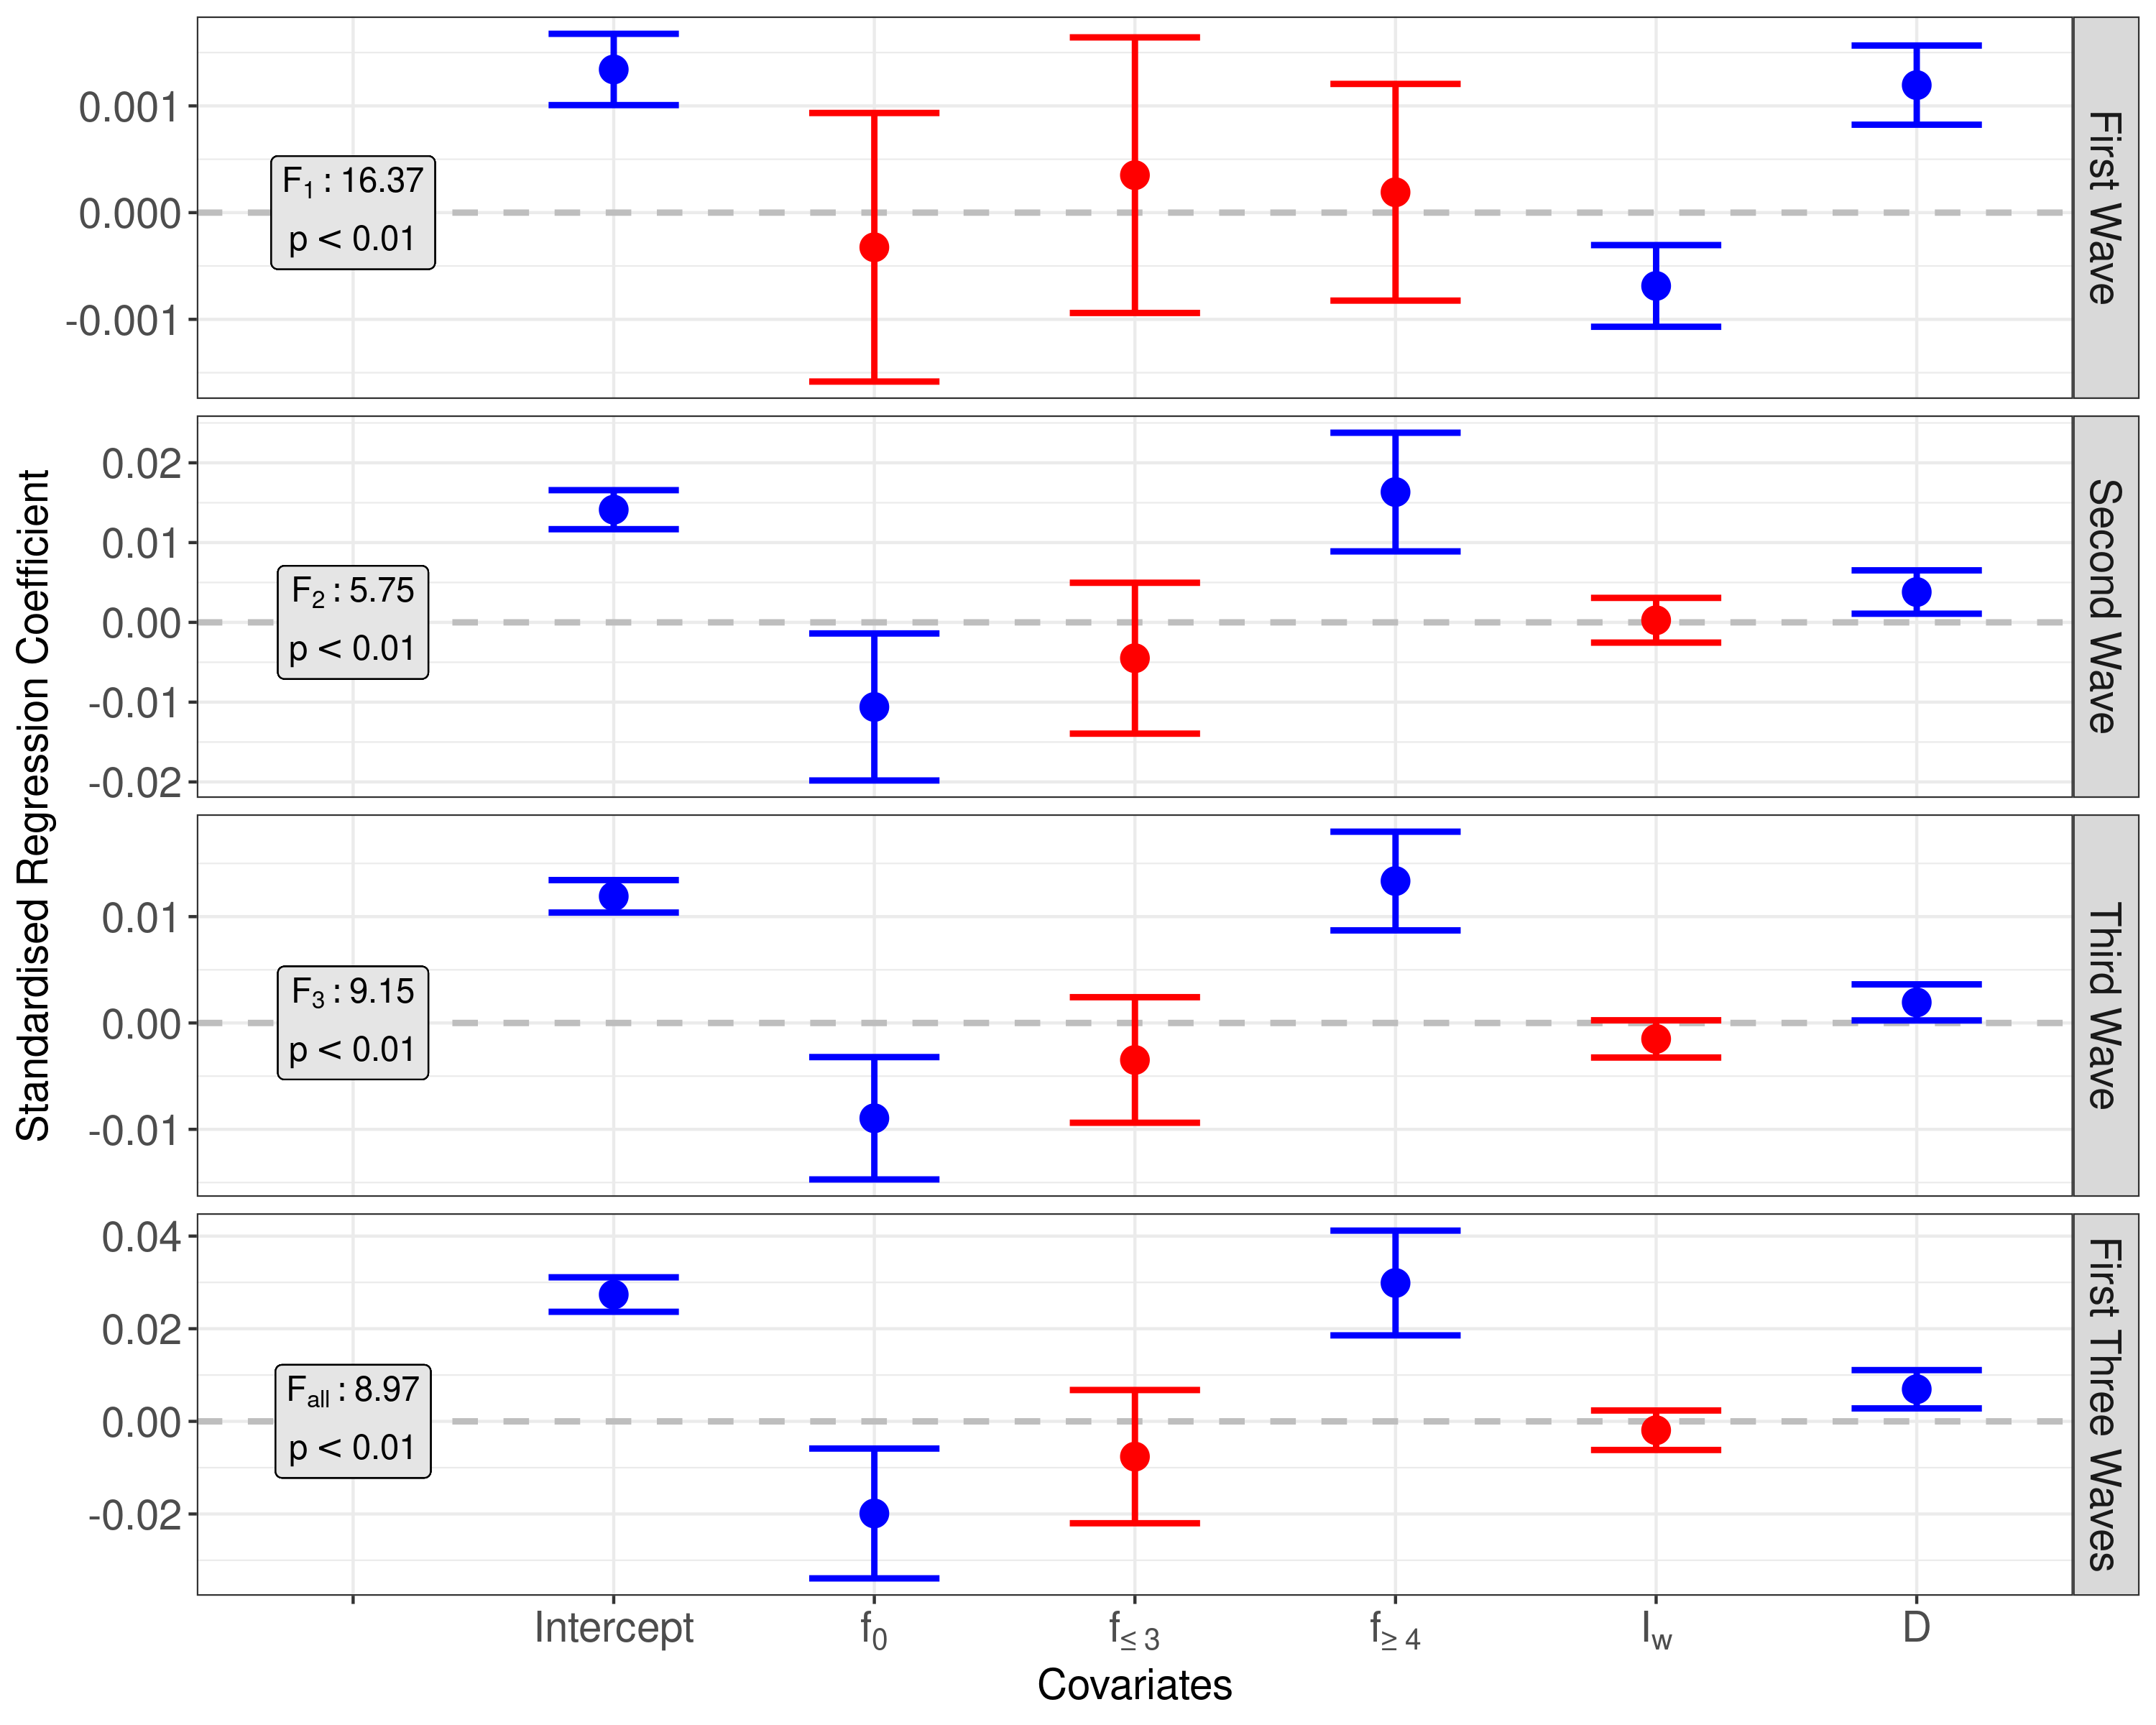 Standardised Regression Coefficient
0.001
0.000
-0.001
F1 : 16.37
p < 0.01
First Wave
0.02
0.01
0.00
-0.01
-0.02
F2 : 5.75
p < 0.01
Second Wave
0.01
0.00
-0.01
F3 : 9.15
p < 0.01
Third Wave
0.04
0.02
0.00
-0.02
Fall : 8.97
p < 0.01
First Three Waves
Intercept f0 f≤ 3 f≥ 4 Iw D
Covariates